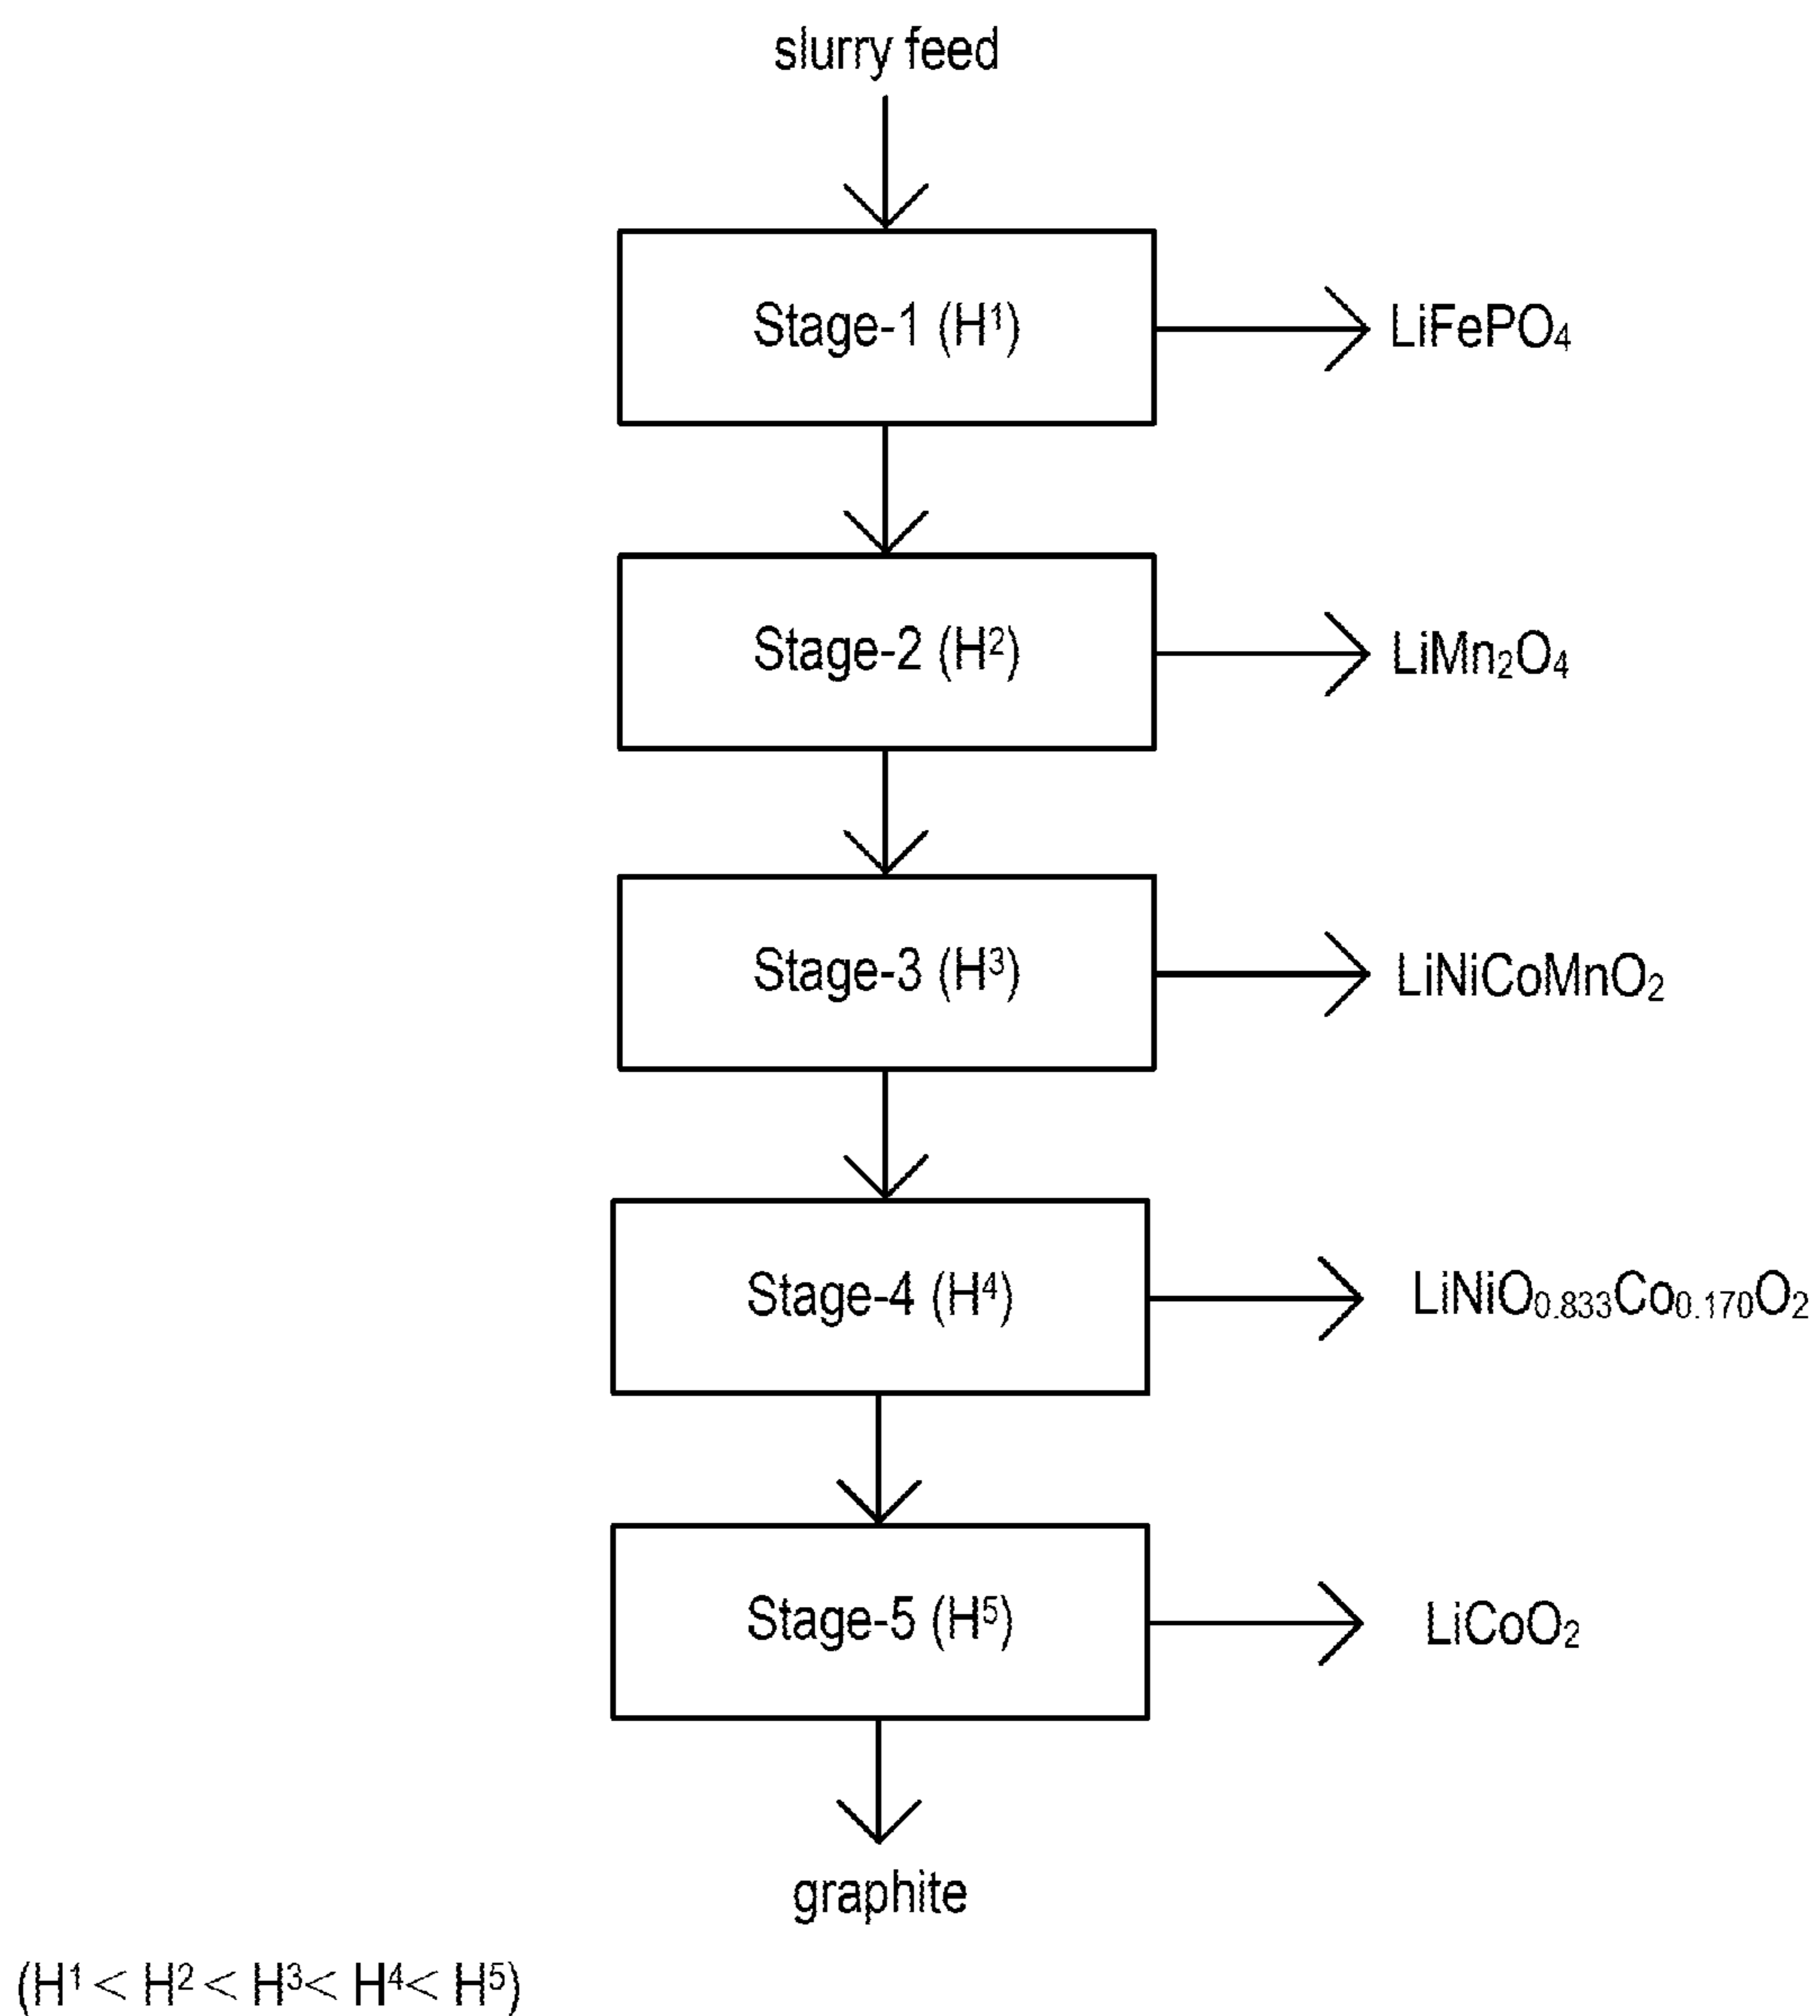 slurry feed
Stage-1 (H¹)
LiFePO₄
Stage-2 (H²)
LiMn₂O₄
Stage-3 (H³)
LiNiCoMnO₂
Stage-4 (H⁴)
LiNiO₀.₈₃₃Co₀.₁₇₀O₂
Stage-5 (H⁵)
LiCoO₂
graphite
(H¹ < H² < H³< H⁴< H⁵)